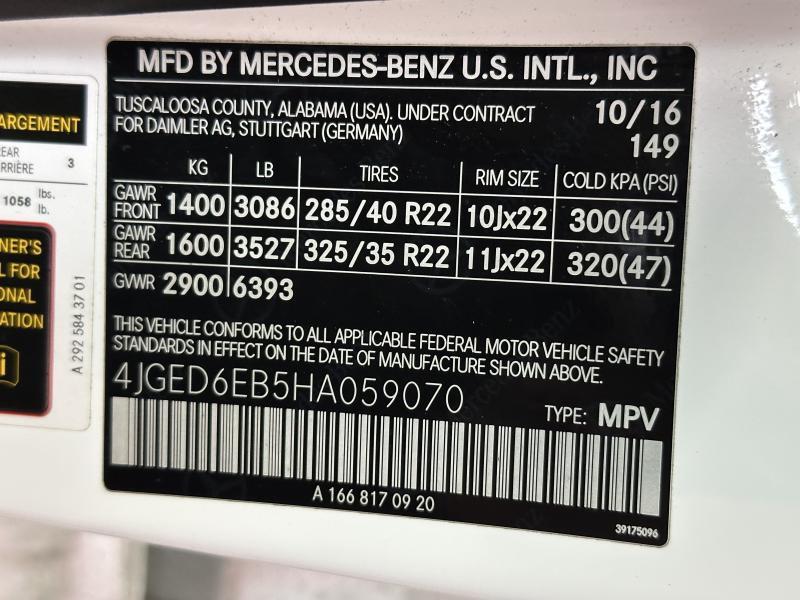 MFD BY MERCEDES-BENZ U.S. INTL., INC
TUSCALOOSA COUNTY, ALABAMA (USA). UNDER CONTRACT
FOR DAIMLER AG, STUTTGART (GERMANY)
10/16
149
KG LB TIRES RIM SIZE COLD KPA(PSI)
GAWR FRONT 1400 3086 285/40 R22 10Jx22 300(44)
GAWR REAR 1600 3527 325/35 R22 11Jx22 320(47)
GVWR 2900 6393
THIS VEHICLE CONFORMS TO ALL APPLICABLE FEDERAL MOTOR VEHICLE SAFETY
STANDARDS IN EFFECT ON THE DATE OF MANUFACTURE SHOWN ABOVE.
4JGED6EB5HA059070
TYPE: MPV
A 166 817 09 20
39175096
ARGEMENT
EAR
RRIÈRE
3
1058 lbs.
lb.
NER'S
L FOR
ONAL
ATION
i
A 292 584 37 01